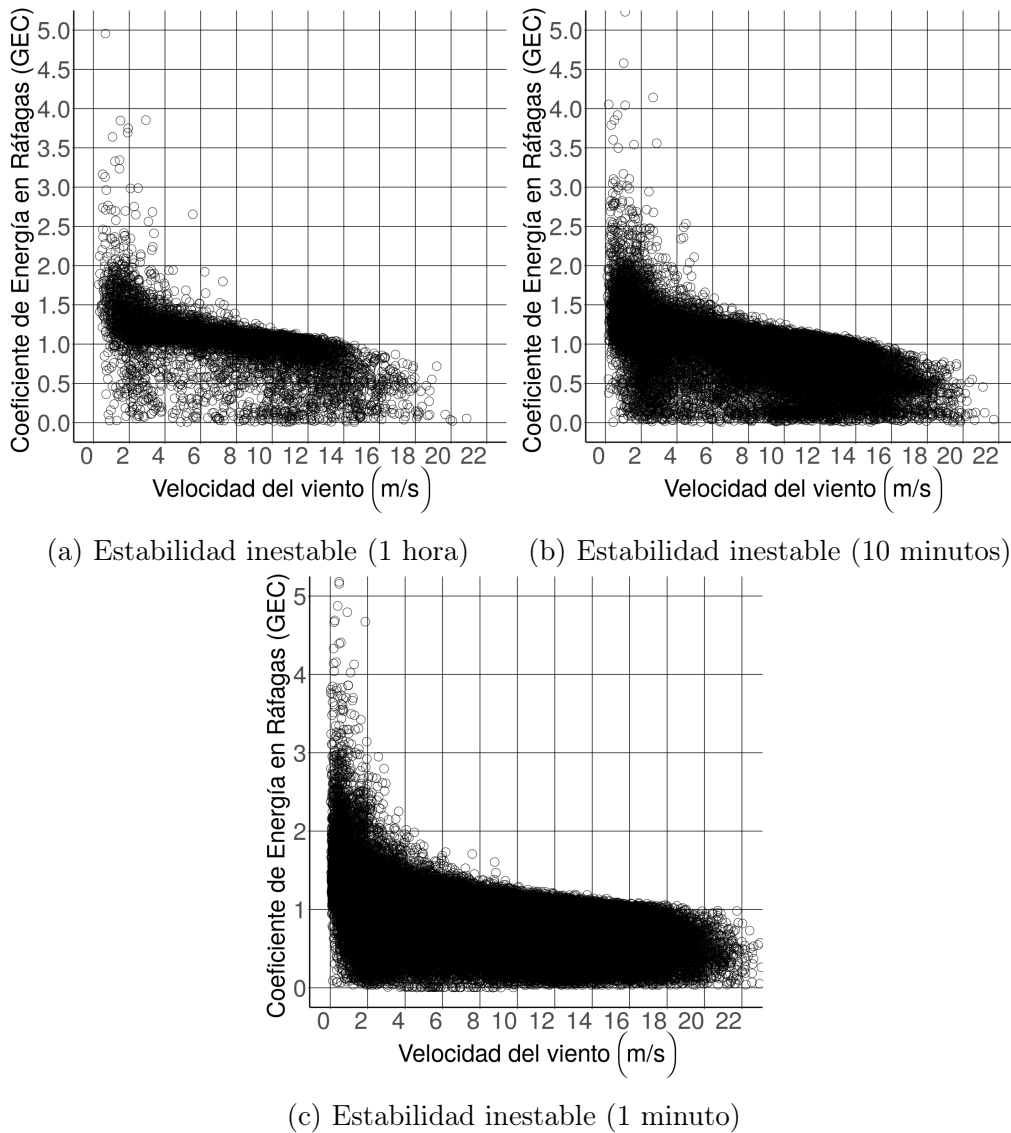 Coeficiente de Energía en Ráfagas (GEC)
5.0
4.5
4.0
3.5
3.0
2.5
2.0
1.5
1.0
0.5
0.0
0 2 4 6 8 10 12 14 16 18 20 22
Velocidad del viento (m/s)
(a) Estabilidad inestable (1 hora)
Coeficiente de Energía en Ráfagas (GEC)
5.0
4.5
4.0
3.5
3.0
2.5
2.0
1.5
1.0
0.5
0.0
0 2 4 6 8 10 12 14 16 18 20 22
Velocidad del viento (m/s)
(b) Estabilidad inestable (10 minutos)
Coeficiente de Energía en Ráfagas (GEC)
5
4
3
2
1
0
0 2 4 6 8 10 12 14 16 18 20 22
Velocidad del viento (m/s)
(c) Estabilidad inestable (1 minuto)